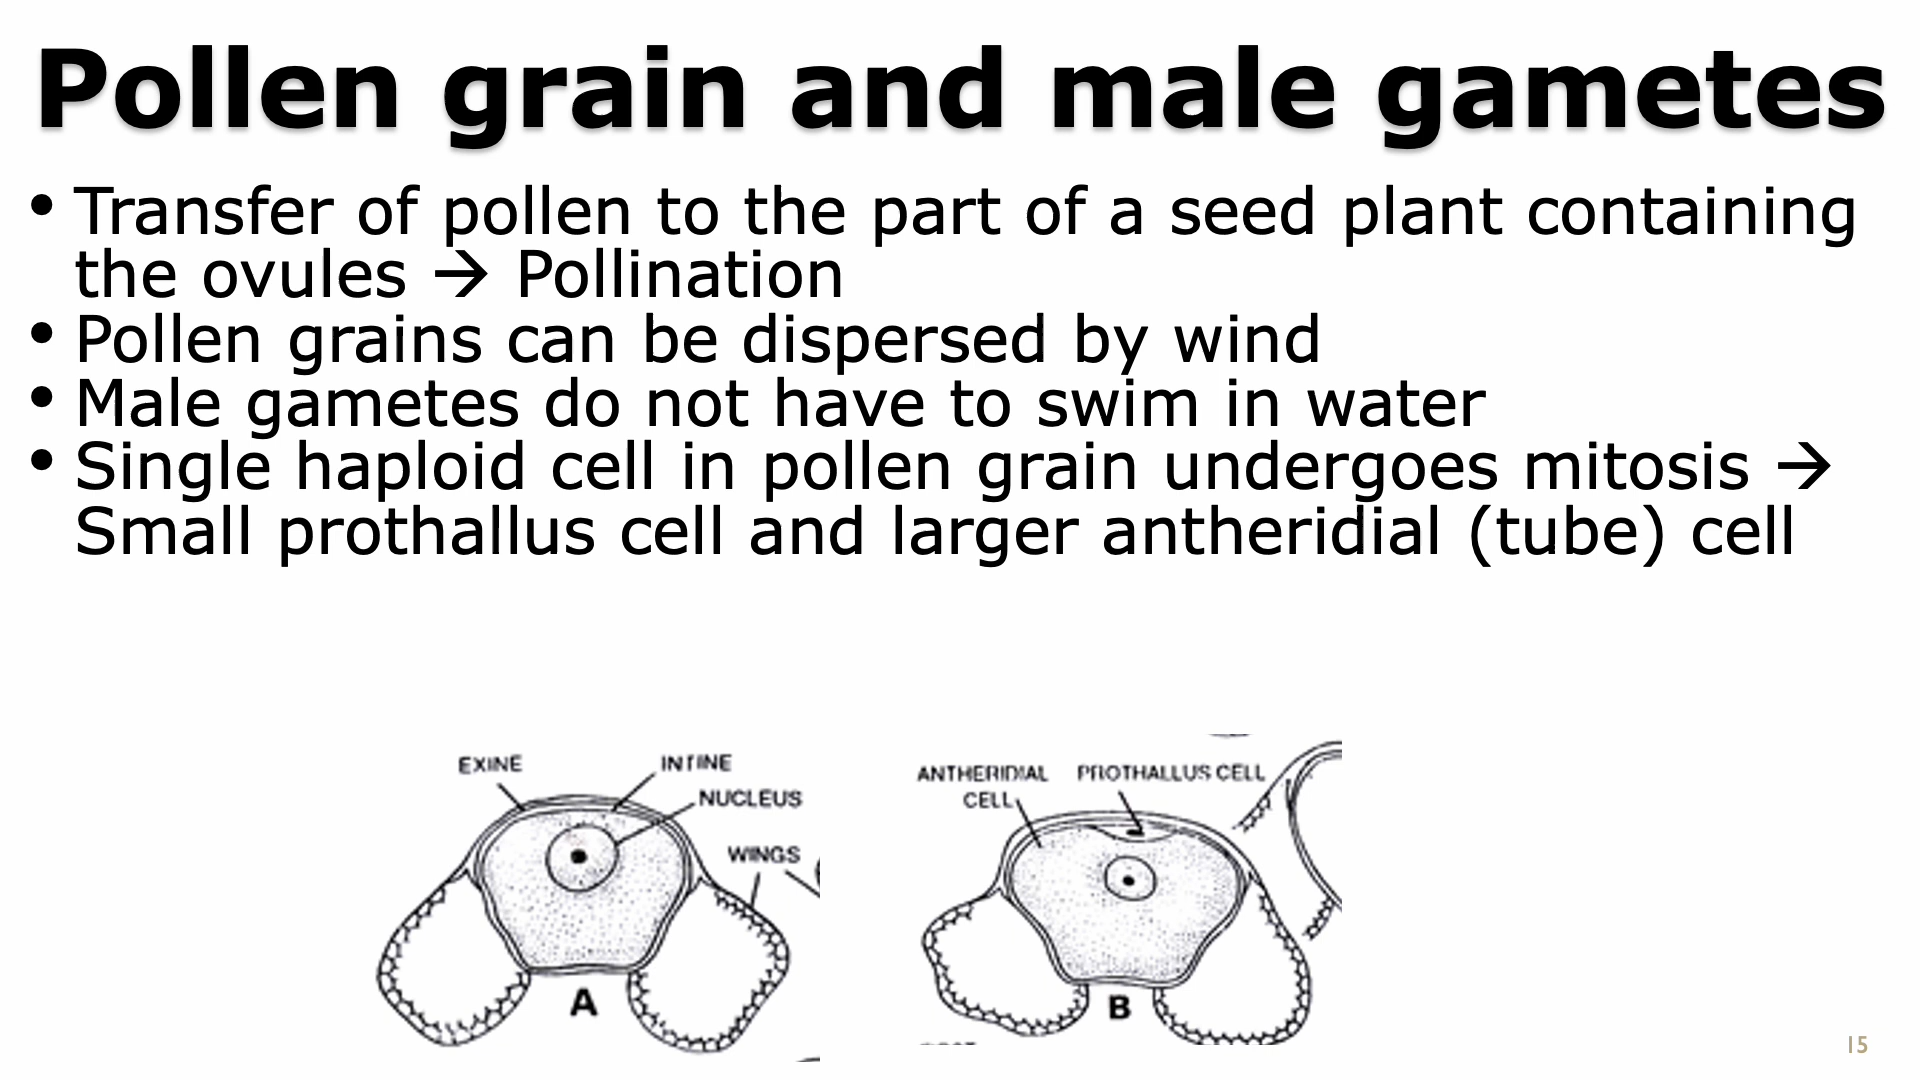 Pollen grain and male gametes
• Transfer of pollen to the part of a seed plant containing
the ovules → Pollination
• Pollen grains can be dispersed by wind
• Male gametes do not have to swim in water
• Single haploid cell in pollen grain undergoes mitosis →
Small prothallus cell and larger antheridial (tube) cell
EXINE
INTINE
NUCLEUS
WINGS
A
ANTHERIDIAL
CELL
PROTHALLUS CELL
B
15